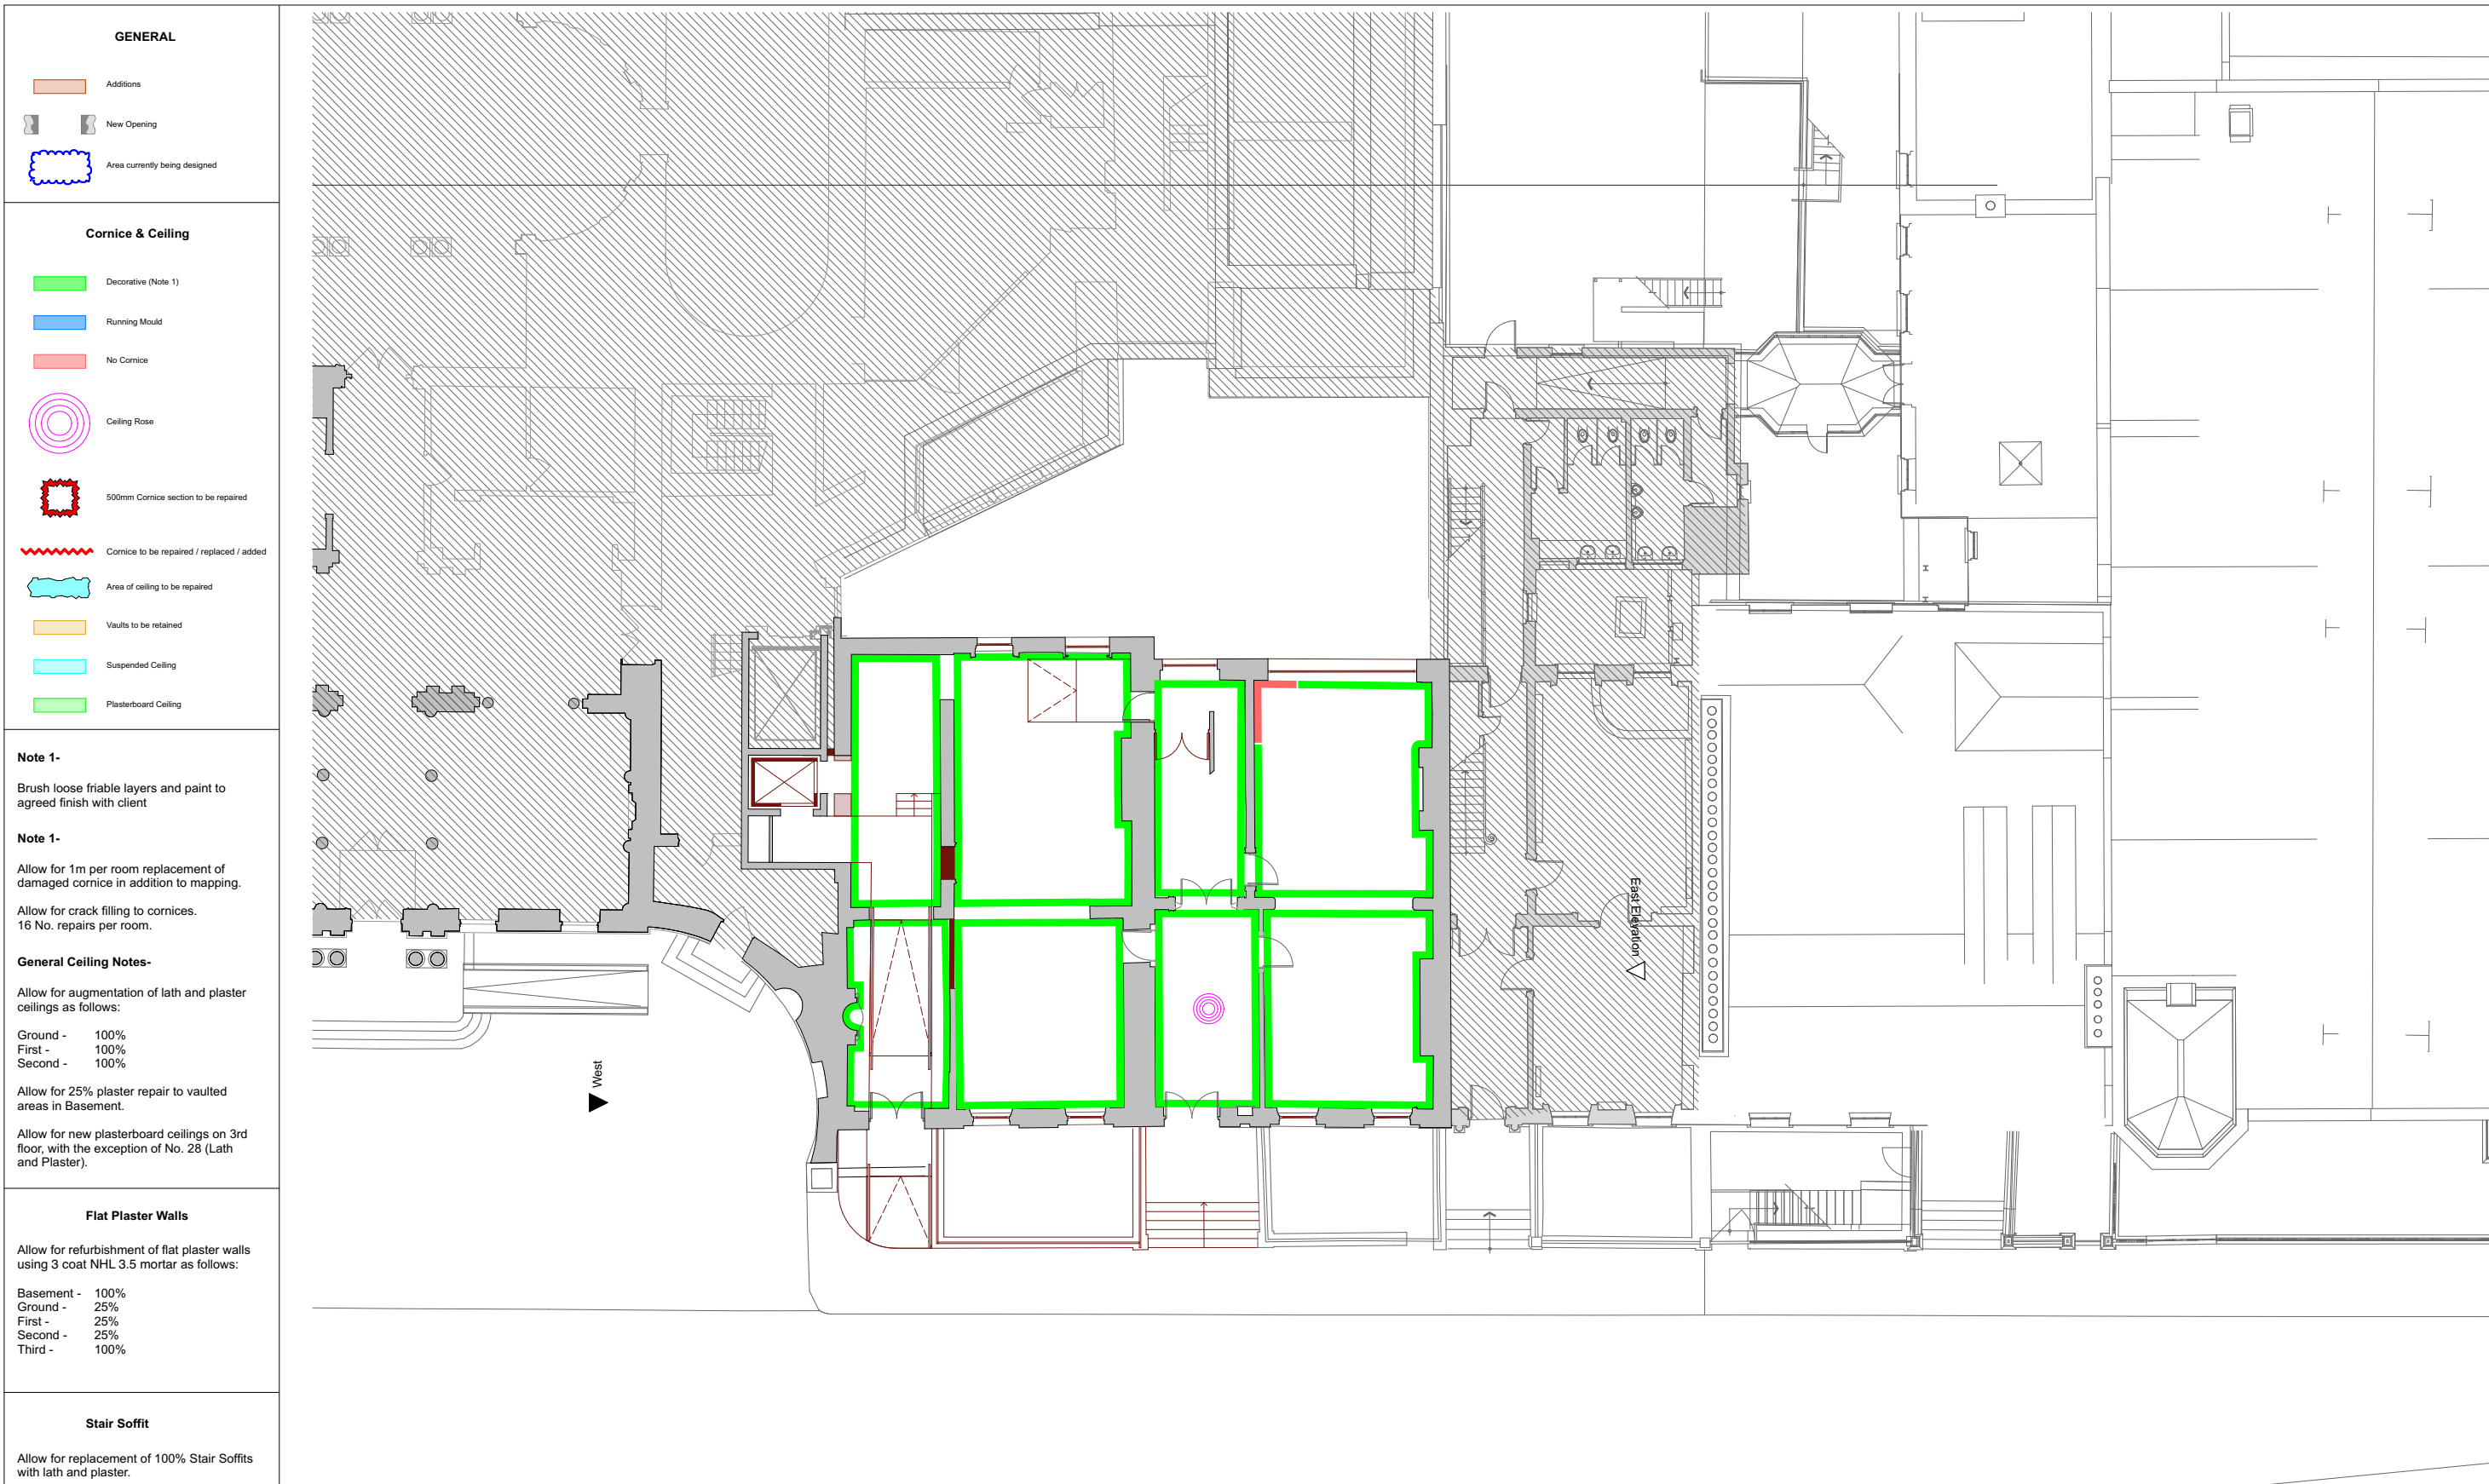 GENERAL
Additions
New Opening
Area currently being designed
Cornice & Ceiling
Decorative (Note 1)
Running Mould
No Cornice
Ceiling Rose
500mm Cornice section to be repaired
Cornice to be repaired / replaced / added
Area of ceiling to be repaired
Vaults to be retained
Suspended Ceiling
Plasterboard Ceiling
Note 1-
Brush loose friable layers and paint to
agreed finish with client
Note 1-
Allow for 1m per room replacement of
damaged cornice in addition to mapping.
Allow for crack filling to cornices.
16 No. repairs per room.
General Ceiling Notes-
Allow for augmentation of lath and plaster
ceilings as follows:
Ground - 100%
First - 100%
Second - 100%
Allow for 25% plaster repair to vaulted
areas in Basement.
Allow for new plasterboard ceilings on 3rd
floor, with the exception of No. 28 (Lath
and Plaster).
Flat Plaster Walls
Allow for refurbishment of flat plaster walls
using 3 coat NHL 3.5 mortar as follows:
Basement - 100%
Ground - 25%
First - 25%
Second - 25%
Third - 100%
Stair Soffit
Allow for replacement of 100% Stair Soffits
with lath and plaster.
West
East Elevation